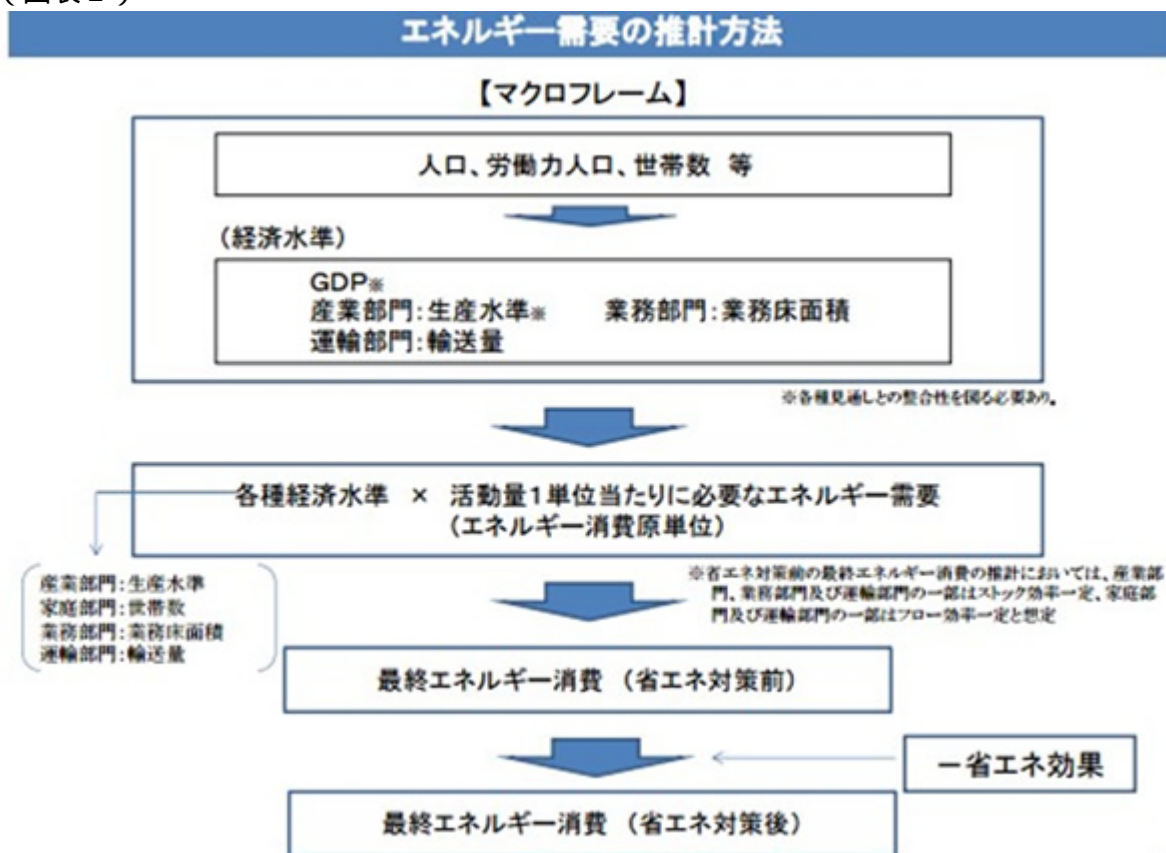 エネルギー需要の推計方法
【マクロフレーム】
人口、労働力人口、世帯数 等
(経済水準)
GDP※
産業部門:生産水準※ 業務部門:業務床面積
運輸部門:輸送量
※各種見通しとの整合性を図る必要あり。
各種経済水準 × 活動量1単位当たりに必要なエネルギー需要
(エネルギー消費原単位)
産業部門:生産水準
家庭部門:世帯数
業務部門:業務床面積
運輸部門:輸送量
※省エネ対策前の最終エネルギー消費の推計においては、産業部
門、業務部門及び運輸部門の一部はストック効率一定、家庭部
門及び運輸部門の一部はフロー効率一定と想定
最終エネルギー消費 (省エネ対策前)
-省エネ効果
最終エネルギー消費 (省エネ対策後)